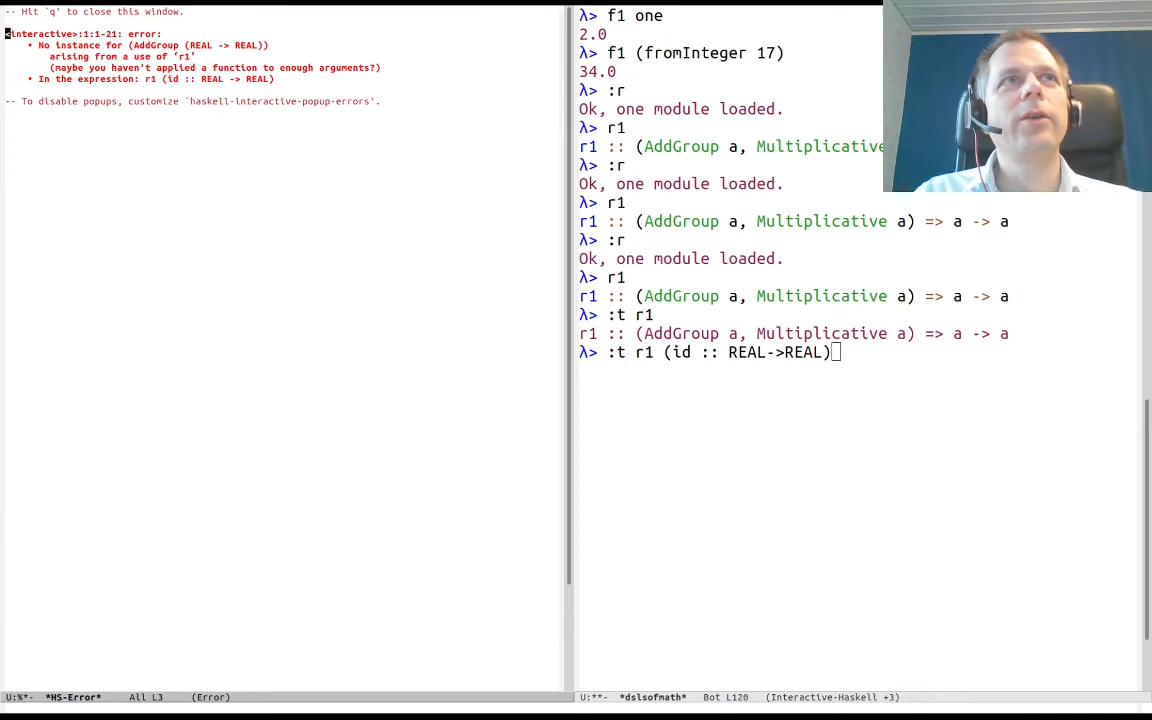 -- Hit `q' to close this window.
<interactive>:1:1-21: error:
• No instance for (AddGroup (REAL -> REAL))
arising from a use of ‘r1’
(maybe you haven't applied a function to enough arguments?)
• In the expression: r1 (id :: REAL -> REAL)
-- To disable popups, customize `haskell-interactive-popup-errors'.
U:%*- *HS-Error* All L3 (Error)
λ> f1 one
2.0
λ> f1 (fromInteger 17)
34.0
λ> :r
Ok, one module loaded.
λ> r1
r1 :: (AddGroup a, Multiplicative
λ> :r
Ok, one module loaded.
λ> r1
r1 :: (AddGroup a, Multiplicative a) => a -> a
λ> :r
Ok, one module loaded.
λ> r1
r1 :: (AddGroup a, Multiplicative a) => a -> a
λ> :t r1
r1 :: (AddGroup a, Multiplicative a) => a -> a
λ> :t r1 (id :: REAL->REAL)
U:**- *dslsofmath* Bot L120 (Interactive-Haskell +3)